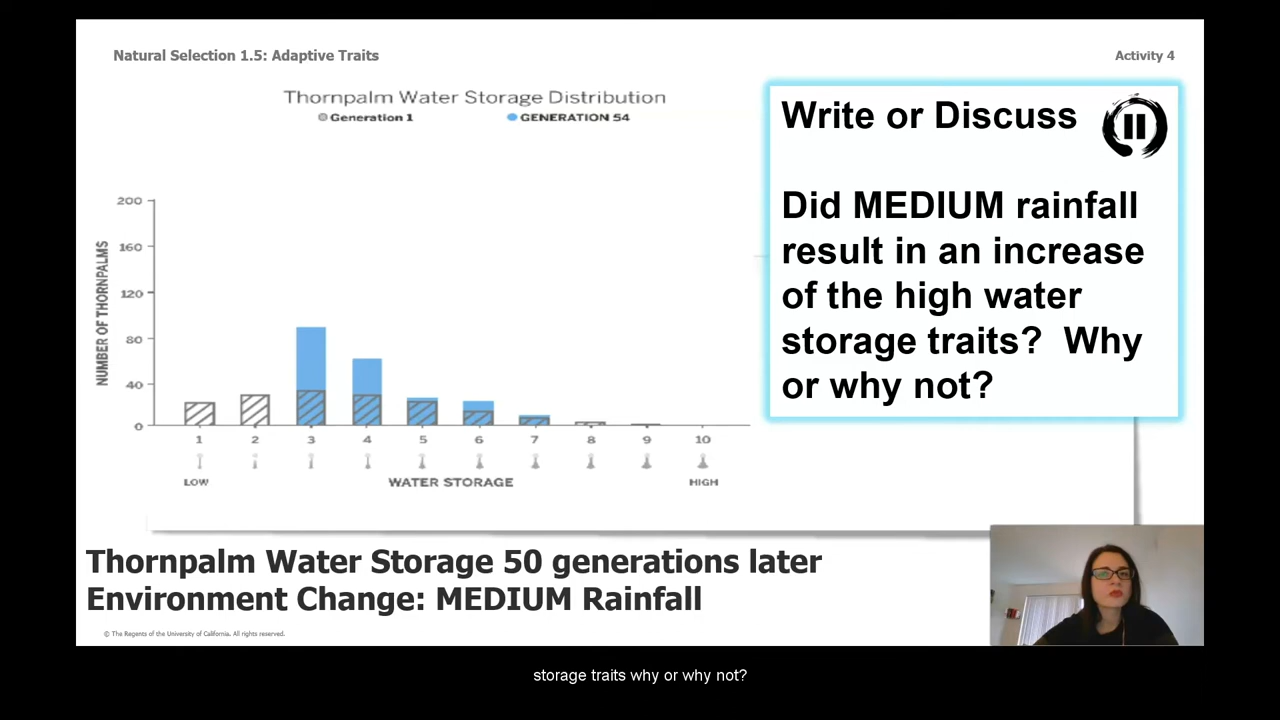 Natural Selection 1.5: Adaptive Traits
Activity 4
Thornpalm Water Storage Distribution
Generation 1
GENERATION 54
NUMBER OF THORNPALMS
200
160
120
80
40
0
1 2 3 4 5 6 7 8 9 10
LOW
WATER STORAGE
HIGH
Write or Discuss
Did MEDIUM rainfall
result in an increase
of the high water
storage traits? Why
or why not?
Thornpalm Water Storage 50 generations later
Environment Change: MEDIUM Rainfall
© The Regents of the University of California. All rights reserved.
storage traits why or why not?